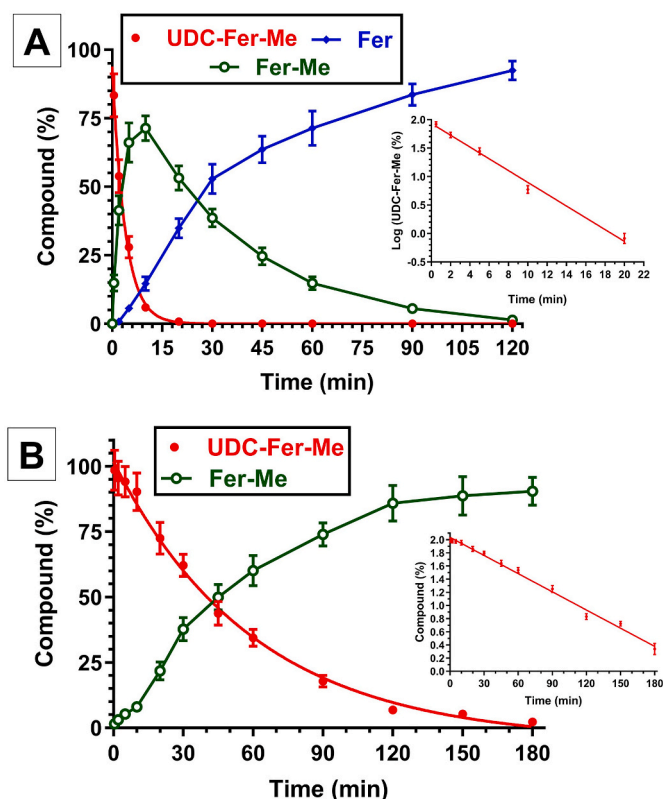 A
UDC-Fer-Me Fer
Fer-Me
Compound (%)
100
75
50
25
0
0 15 30 45 60 75 90 105 120
Time (min)
Log (UDC-Fer-Me (%)
2.0
1.5
1.0
0.5
0.0
-0.5
0 2 4 6 8 10 12 14 16 18 20 22
Time (min)
B
UDC-Fer-Me
Fer-Me
Compound (%)
100
75
50
25
0
0 30 60 90 120 150 180
Time (min)
Compound (%)
2.0
1.8
1.6
1.4
1.2
1.0
0.8
0.6
0.4
0.2
0.0
0 30 60 90 120 150 180
Time (min)